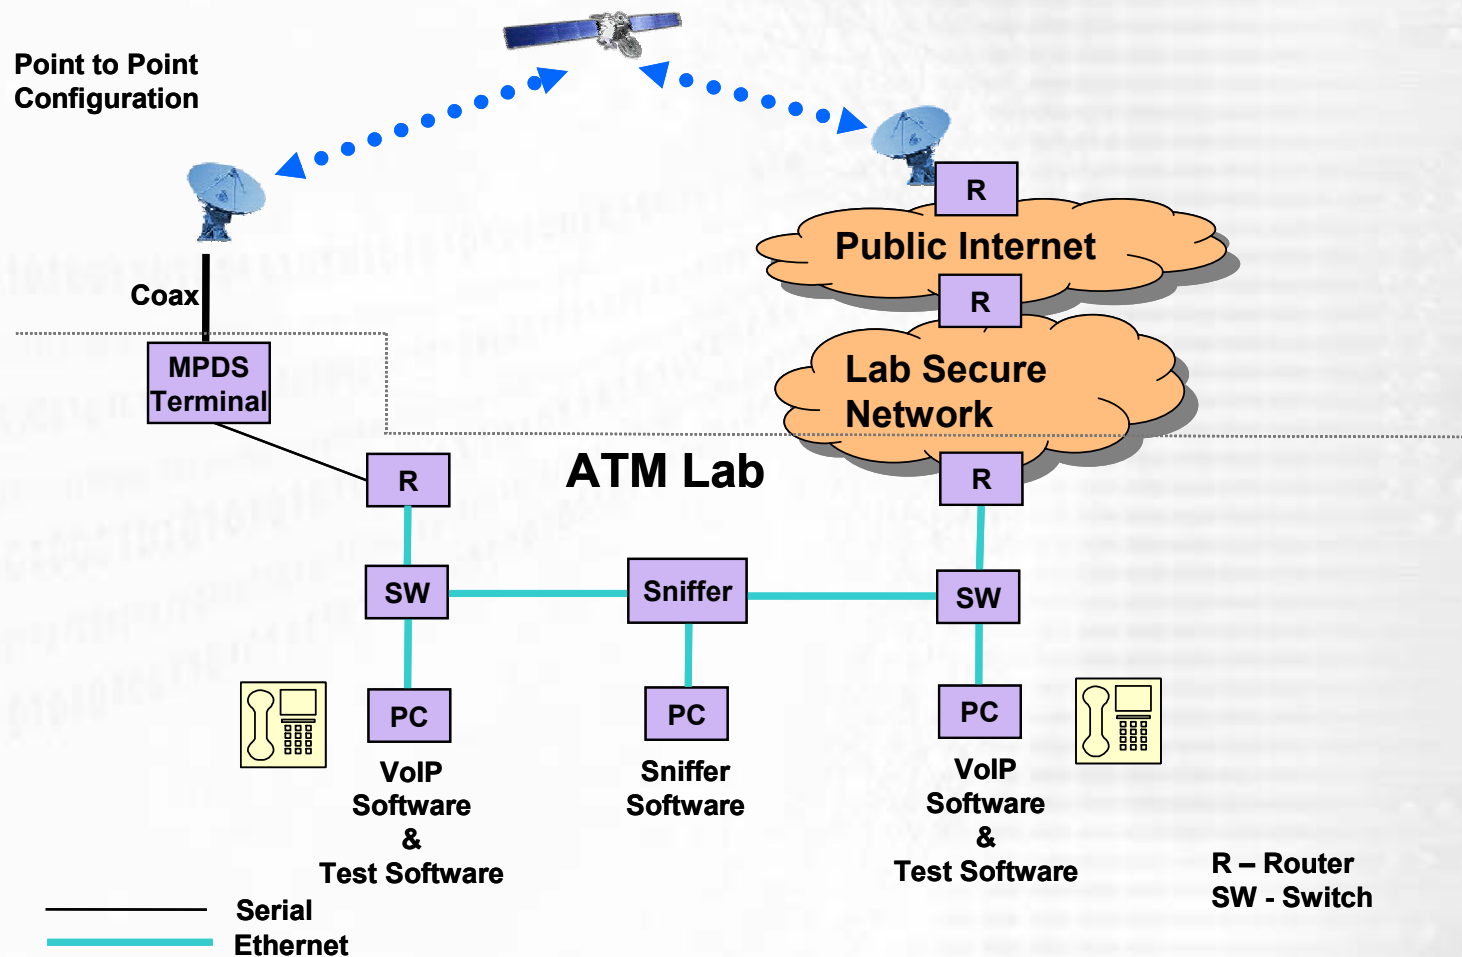 Point to Point
Configuration
R
Public Internet
Coax
R
MPDS
Terminal
Lab Secure
Network
ATM Lab
R
R
SW
Sniffer
SW
PC
PC
PC
VoIP
Software
&
Test Software
Sniffer
Software
VoIP
Software
&
Test Software
R – Router
SW - Switch
Serial
Ethernet